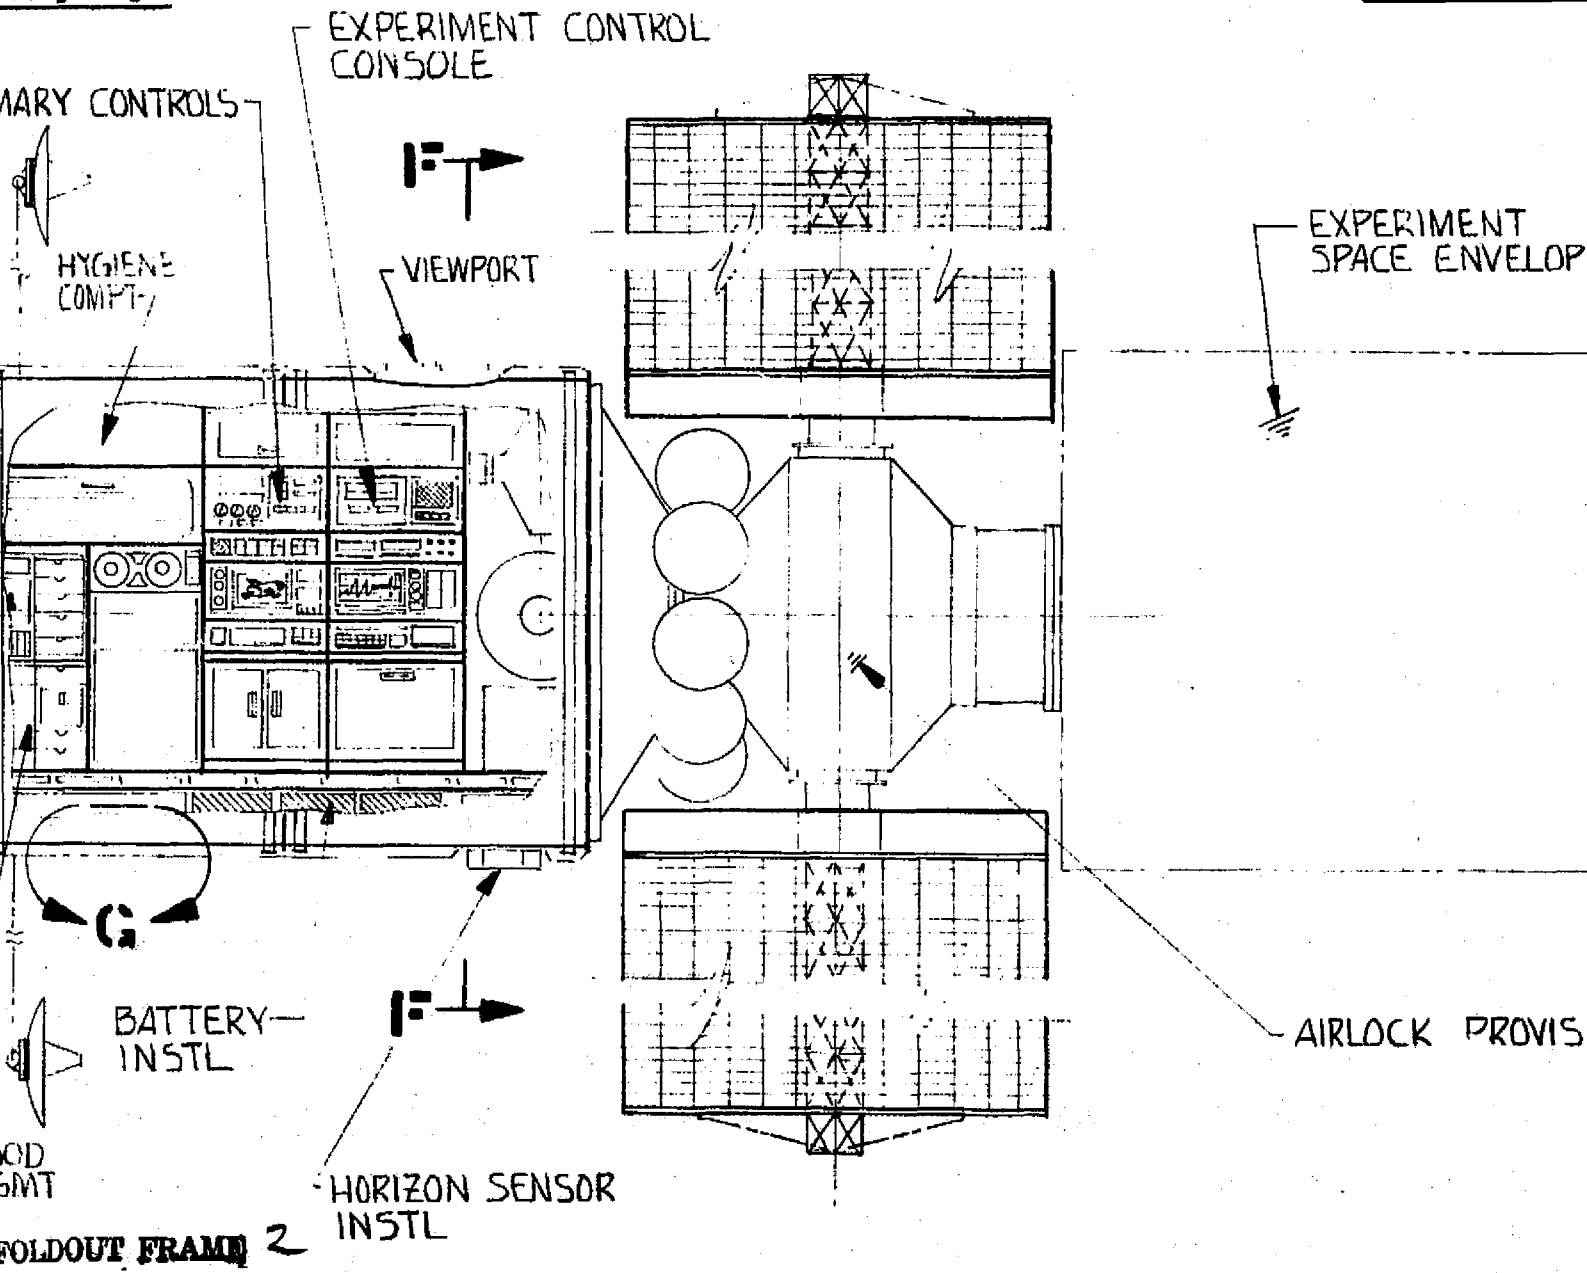 EXPERIMENT CONTROL
CONSOLE
MARY CONTROLS
F
HYGIENE
COMPT
VIEWPORT
EXPERIMENT
SPACE ENVELOP
G
BATTERY
INSTL
F
AIRLOCK PROVIS
OOD
GMT
HORIZON SENSOR
INSTL
FOLDOUT FRAME 2